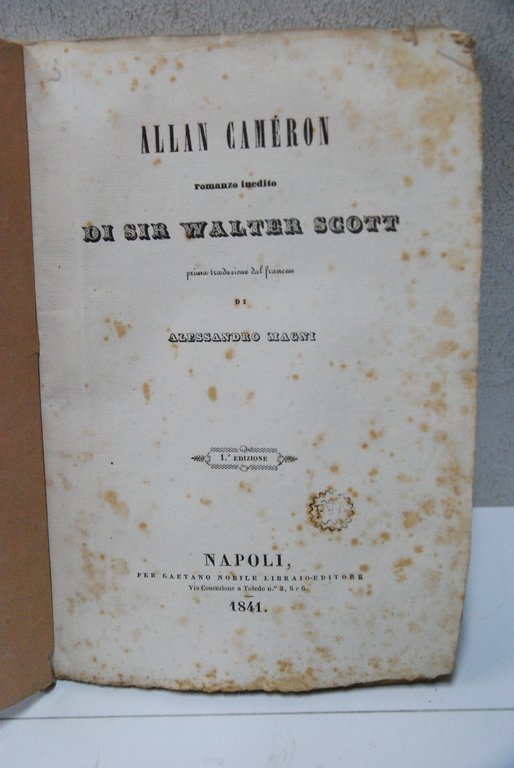 3
ALLAN CAMÉRON
romanzo inedito
DI SIR WALTER SCOTT
prima traduzione dal francese
DI
ALESSANDRO MAGNI
1.ª EDIZIONE
NAPOLI,
PER GAETANO NOBILE LIBRAIO-EDITORE
Via Concezione a Toledo n.º 3, 5 e 6
1841.